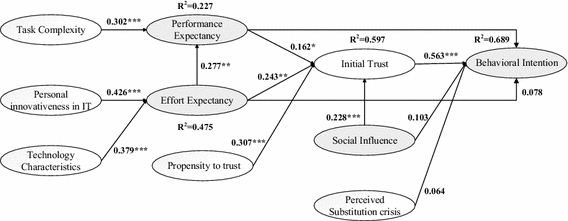 R²=0.227
Task Complexity
0.302***
Performance
Expectancy
R²=0.597
R²=0.689
0.277**
0.162*
Initial Trust
0.563***
Behavioral Intention
Personal
innovativeness in IT
0.426***
Effort Expectancy
0.243**
0.078
R²=0.475
0.228***
0.103
Technology
Characteristics
0.379***
0.307***
Propensity to trust
Social Influence
0.064
Perceived
Substitution crisis